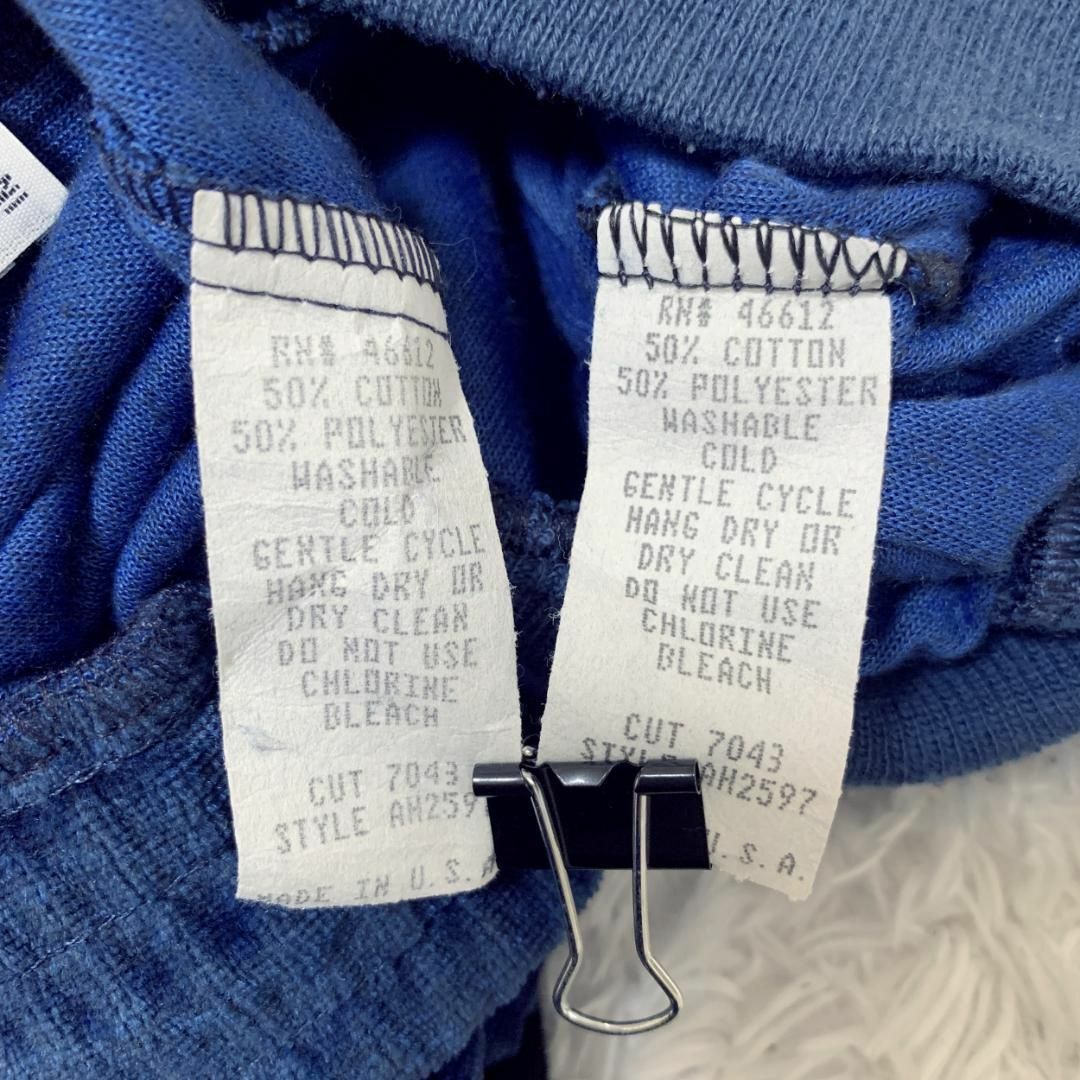 RN# 46612
50% COTTON
50% POLYESTER
WASHABLE
COLD
GENTLE CYCLE
HANG DRY OR
DRY CLEAN
DO NOT USE
CHLORINE
BLEACH
CUT 7043
STYLE AH259
MADE IN U.S.A
RN# 46612
50% COTTON
50% POLYESTER
WASHABLE
COLD
GENTLE CYCLE
HANG DRY OR
DRY CLEAN
DO NOT USE
CHLORINE
BLEACH
CUT 7043
STYLE AH2597
U.S.A.